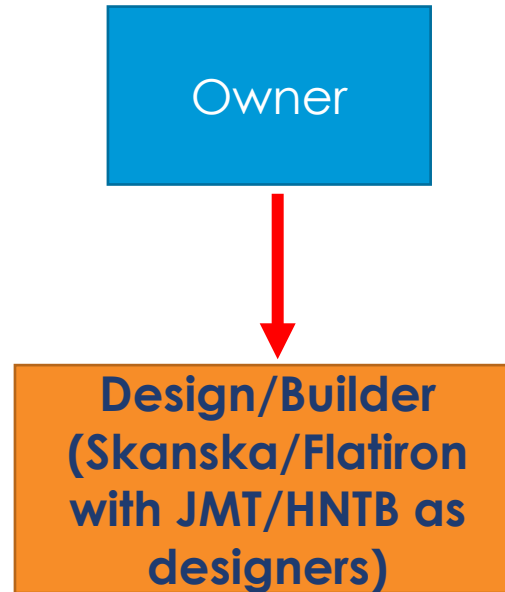 Owner
Design/Builder
(Skanska/Flatiron
with JMT/HNTB as
designers)